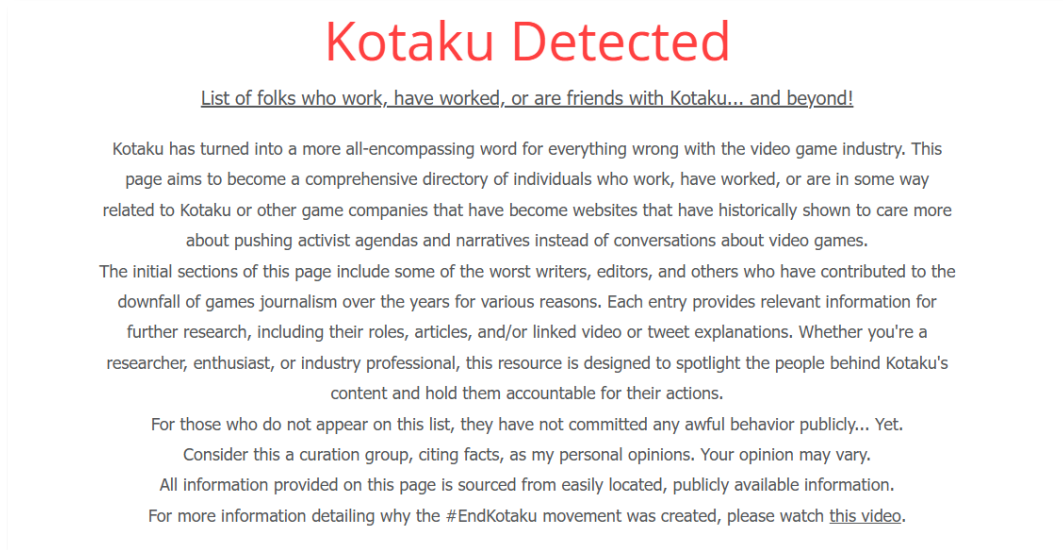 Kotaku Detected
List of folks who work, have worked, or are friends with Kotaku... and beyond!
Kotaku has turned into a more all-encompassing word for everything wrong with the video game industry. This
page aims to become a comprehensive directory of individuals who work, have worked, or are in some way
related to Kotaku or other game companies that have become websites that have historically shown to care more
about pushing activist agendas and narratives instead of conversations about video games.
The initial sections of this page include some of the worst writers, editors, and others who have contributed to the
downfall of games journalism over the years for various reasons. Each entry provides relevant information for
further research, including their roles, articles, and/or linked video or tweet explanations. Whether you're a
researcher, enthusiast, or industry professional, this resource is designed to spotlight the people behind Kotaku's
content and hold them accountable for their actions.
For those who do not appear on this list, they have not committed any awful behavior publicly... Yet.
Consider this a curation group, citing facts, as my personal opinions. Your opinion may vary.
All information provided on this page is sourced from easily located, publicly available information.
For more information detailing why the #EndKotaku movement was created, please watch this video.